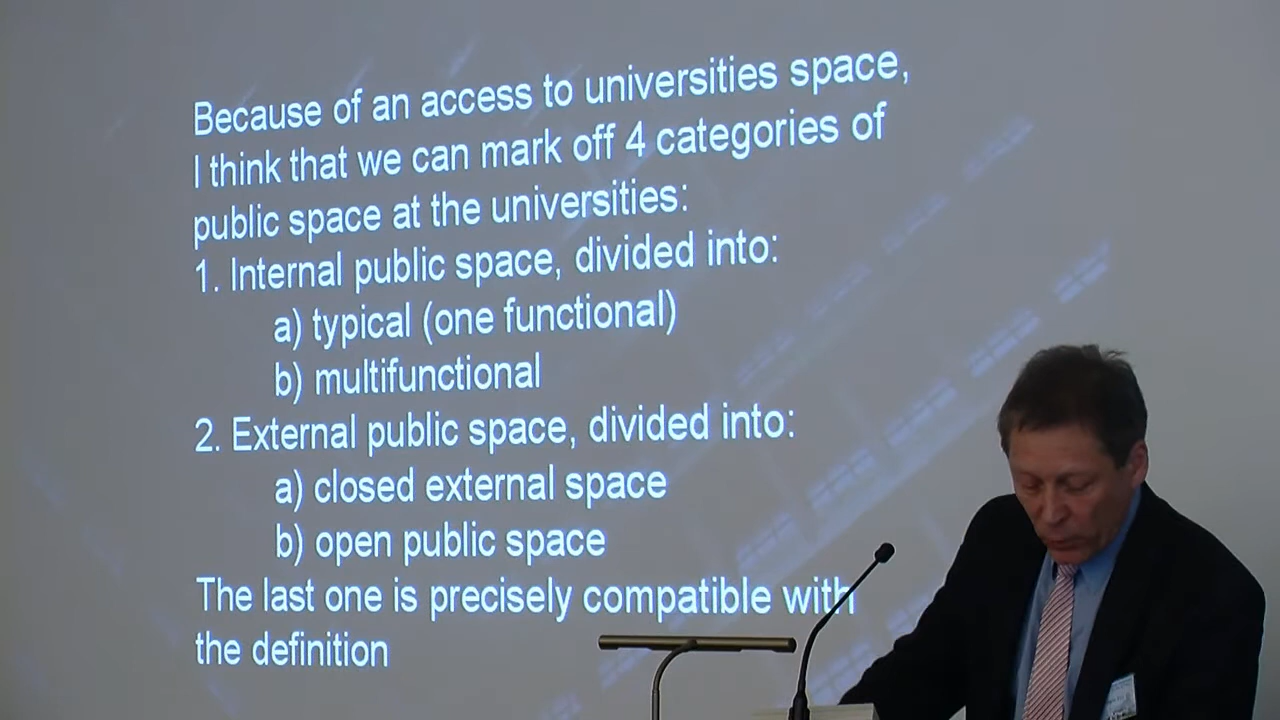 Because of an access to universities space,
I think that we can mark off 4 categories of
public space at the universities:
1. Internal public space, divided into:
a) typical (one functional)
b) multifunctional
2. External public space, divided into:
a) closed external space
b) open public space
The last one is precisely compatible with
the definition